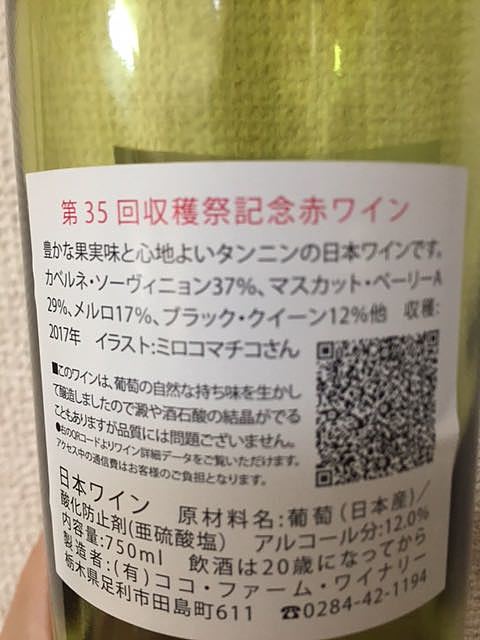 第35回収穫祭記念赤ワイン
豊かな果実味と心地よいタンニンの日本ワインです。
カベルネ・ソーヴィニョン37%、マスカット・ベーリーA
29%、メルロ17%、ブラック・クイーン12%他 収穫:
2017年 イラスト:ミロコマチコさん
■このワインは、葡萄の自然な持ち味を生かし
て醸造しましたので澱や酒石酸の結晶がでる
こともありますが品質には問題ございません。
●右のQRコードよりワイン詳細データをご覧いただけます。
アクセス中の通信費はお客様のご負担となります。
日本ワイン 原材料名:葡萄(日本産)/
酸化防止剤(亜硫酸塩) アルコール分:12.0%
内容量:750ml 飲酒は20歳になってから
製造者:(有)ココ・ファーム・ワイナリー
栃木県足利市田島町611 ☎0284-42-1194